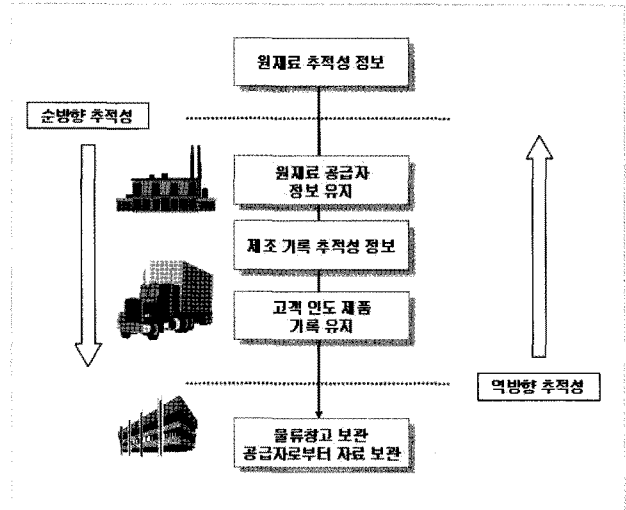 원재료 추적성 정보
순방향 추적성
원재료 공급자
정보 유지
제조 기록 추적성 정보
고객 인도 제품
기록 유지
역방향 추적성
물류창고 보관
공급자로부터 자료 보관